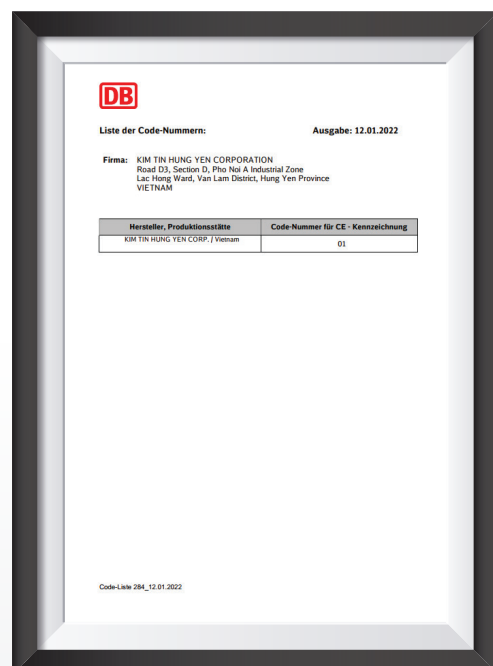 DB
Liste der Code-Nummern: Ausgabe: 12.01.2022
Firma: KIM TIN HUNG YEN CORPORATION
Road D3, Section D, Pho Noi A Industrial Zone
Lac Hong Ward, Van Lam District, Hung Yen Province
VIETNAM
Hersteller, Produktionsstätte Code-Nummer für CE - Kennzeichnung
KIM TIN HUNG YEN CORP. / Vietnam 01
Code-Liste 284_12.01.2022